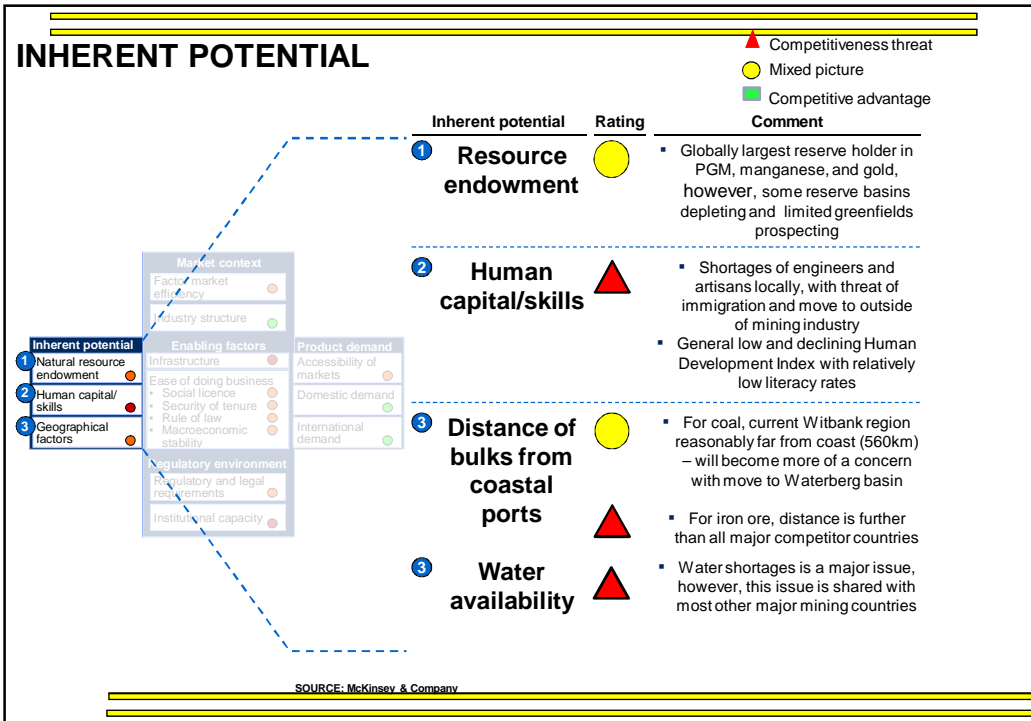 INHERENT POTENTIAL
Competitiveness threat
Mixed picture
Competitive advantage
Inherent potential
Rating
Comment
1
Resource
endowment
▪ Globally largest reserve holder in
PGM, manganese, and gold,
however, some reserve basins
depleting and limited greenfields
prospecting
2
Human
capital/skills
▪ Shortages of engineers and
artisans locally, with threat of
immigration and move to outside
of mining industry
▪ General low and declining Human
Development Index with relatively
low literacy rates
3
Distance of
bulks from
coastal
ports
▪ For coal, current Witbank region
reasonably far from coast (560km)
– will become more of a concern
with move to Waterberg basin
▪ For iron ore, distance is further
than all major competitor countries
3
Water
availability
▪ Water shortages is a major issue,
however, this issue is shared with
most other major mining countries
Market context
Factor market
efficiency
Industry structure
Inherent potential
1
Natural resource
endowment
2
Human capital/
skills
3
Geographical
factors
Enabling factors
Infrastructure
Ease of doing business
• Social licence
• Security of tenure
• Rule of law
• Macroeconomic
stability
Product demand
Accessibility of
markets
Domestic demand
International
demand
Regulatory environment
Regulatory and legal
requirements
Institutional capacity
SOURCE: McKinsey & Company